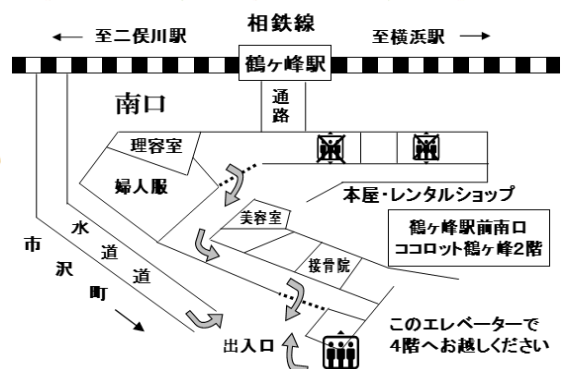 相鉄線
← 至二俣川駅
至横浜駅 →
鶴ヶ峰駅
南口
通路
理容室
婦人服
本屋・レンタルショップ
美容室
鶴ヶ峰駅前南口
ココロット鶴ヶ峰2階
水道道
市沢町
接骨院
出入口
このエレベーターで
4階へお越しください